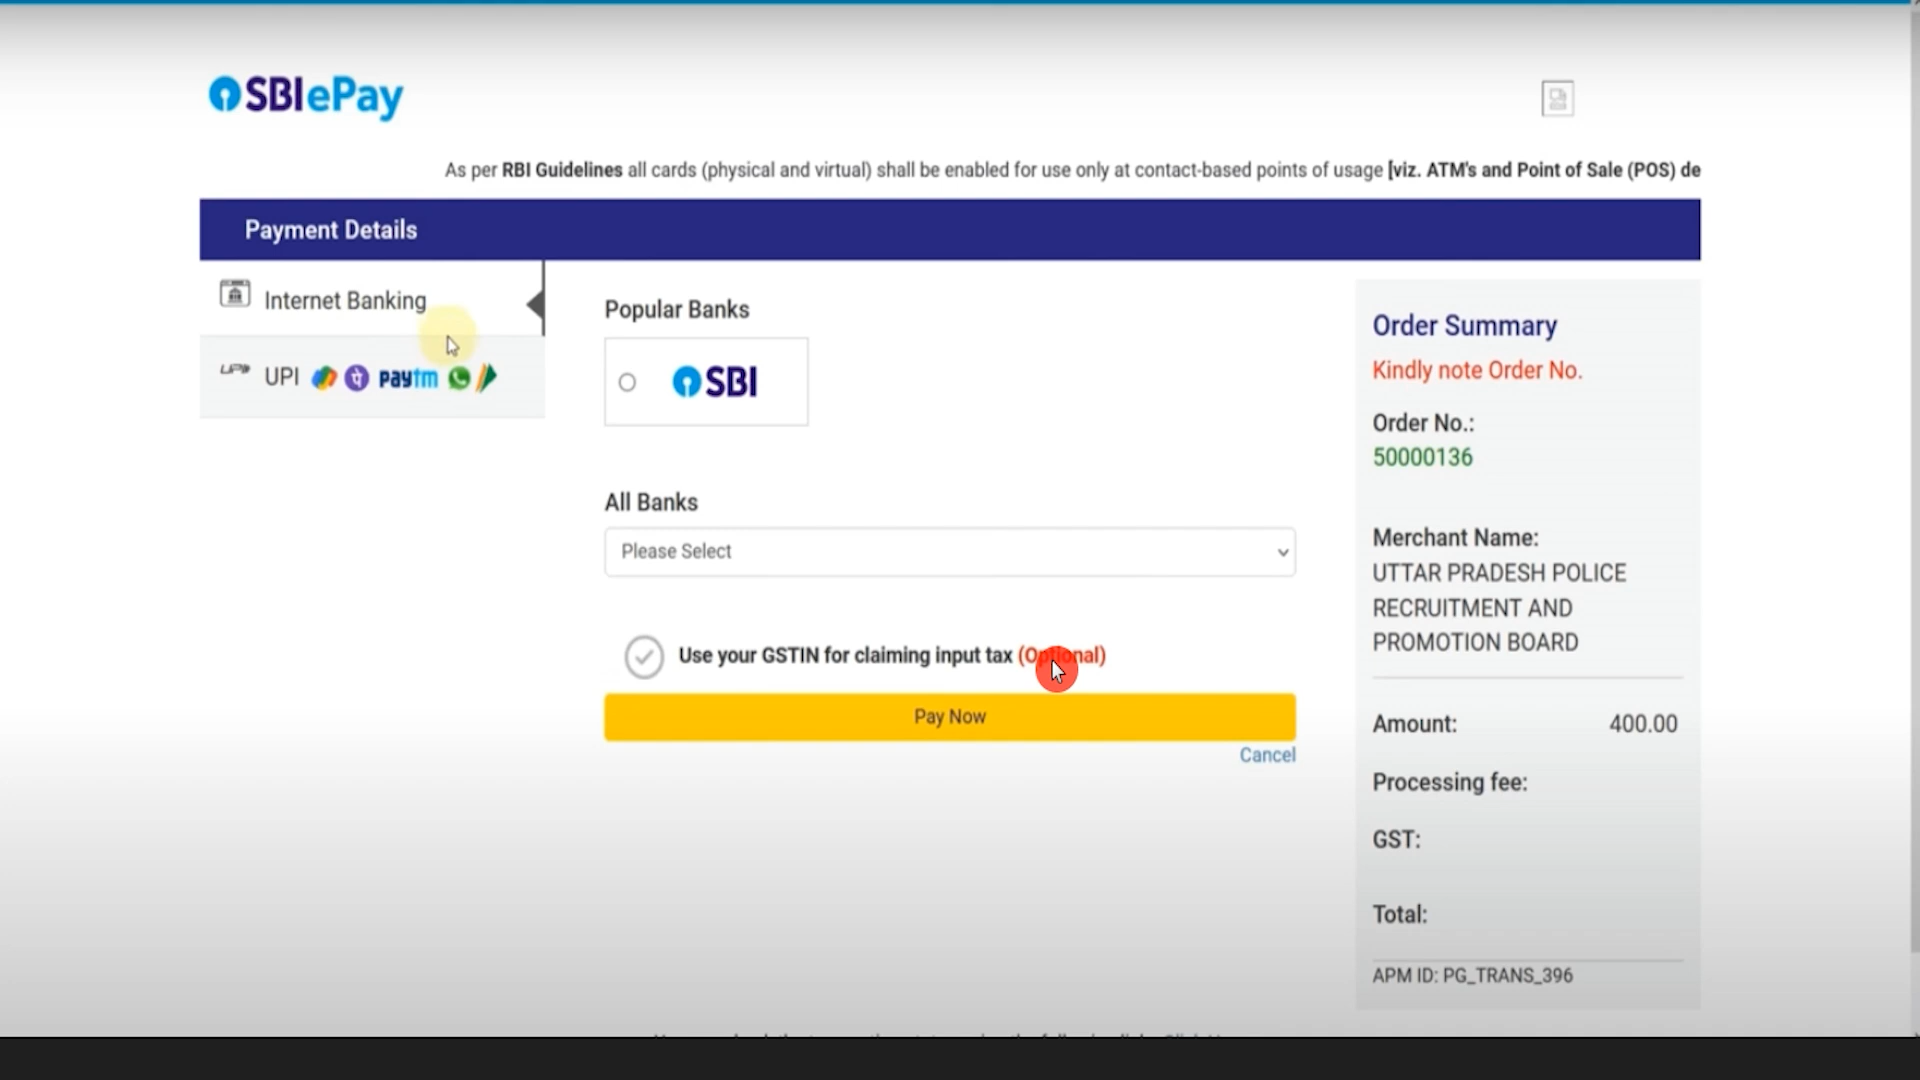 SBI ePay
As per RBI Guidelines all cards (physical and virtual) shall be enabled for use only at contact-based points of usage [viz. ATM's and Point of Sale (POS) de
Payment Details
Internet Banking
UPI UPI Paytm
Popular Banks
SBI
All Banks
Please Select
Use your GSTIN for claiming input tax (Optional)
Pay Now
Cancel
Order Summary
Kindly note Order No.
Order No.:
50000136
Merchant Name:
UTTAR PRADESH POLICE
RECRUITMENT AND
PROMOTION BOARD
Amount: 400.00
Processing fee:
GST:
Total:
APM ID: PG_TRANS_396